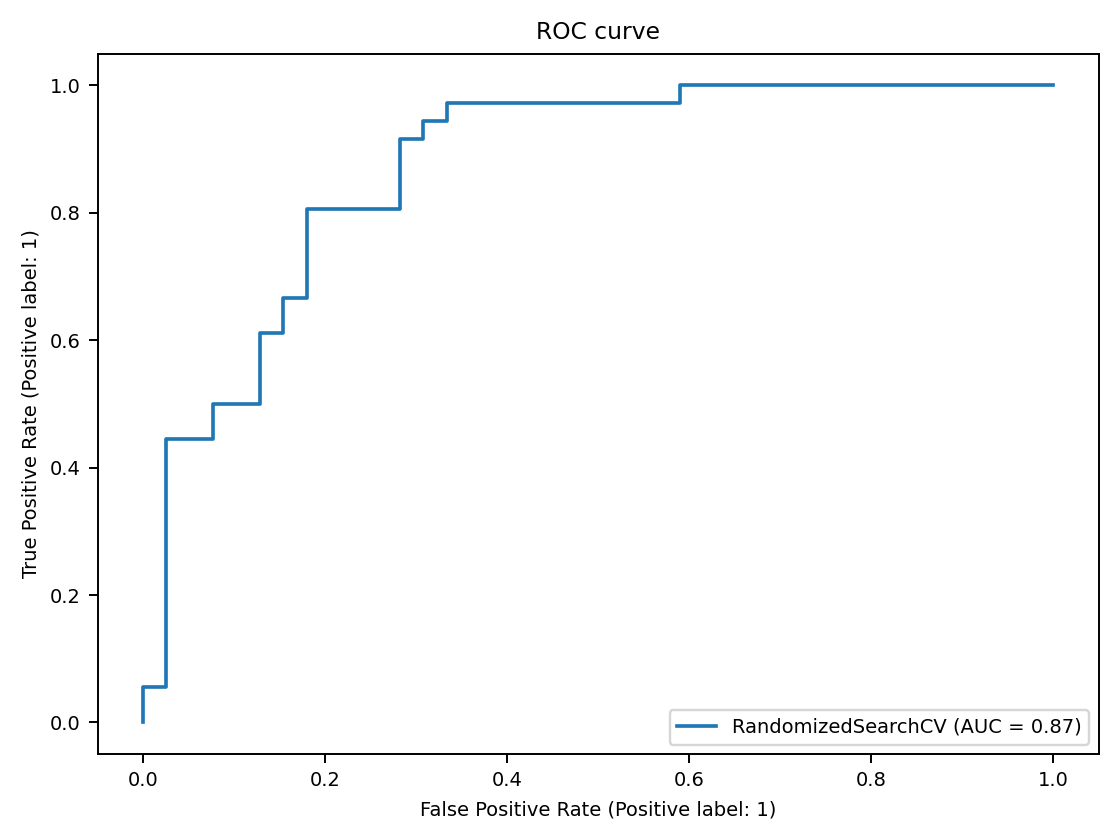 ROC curve
True Positive Rate (Positive label: 1)
1.0
0.8
0.6
0.4
0.2
0.0
RandomizedSearchCV (AUC = 0.87)
0.0 0.2 0.4 0.6 0.8 1.0
False Positive Rate (Positive label: 1)